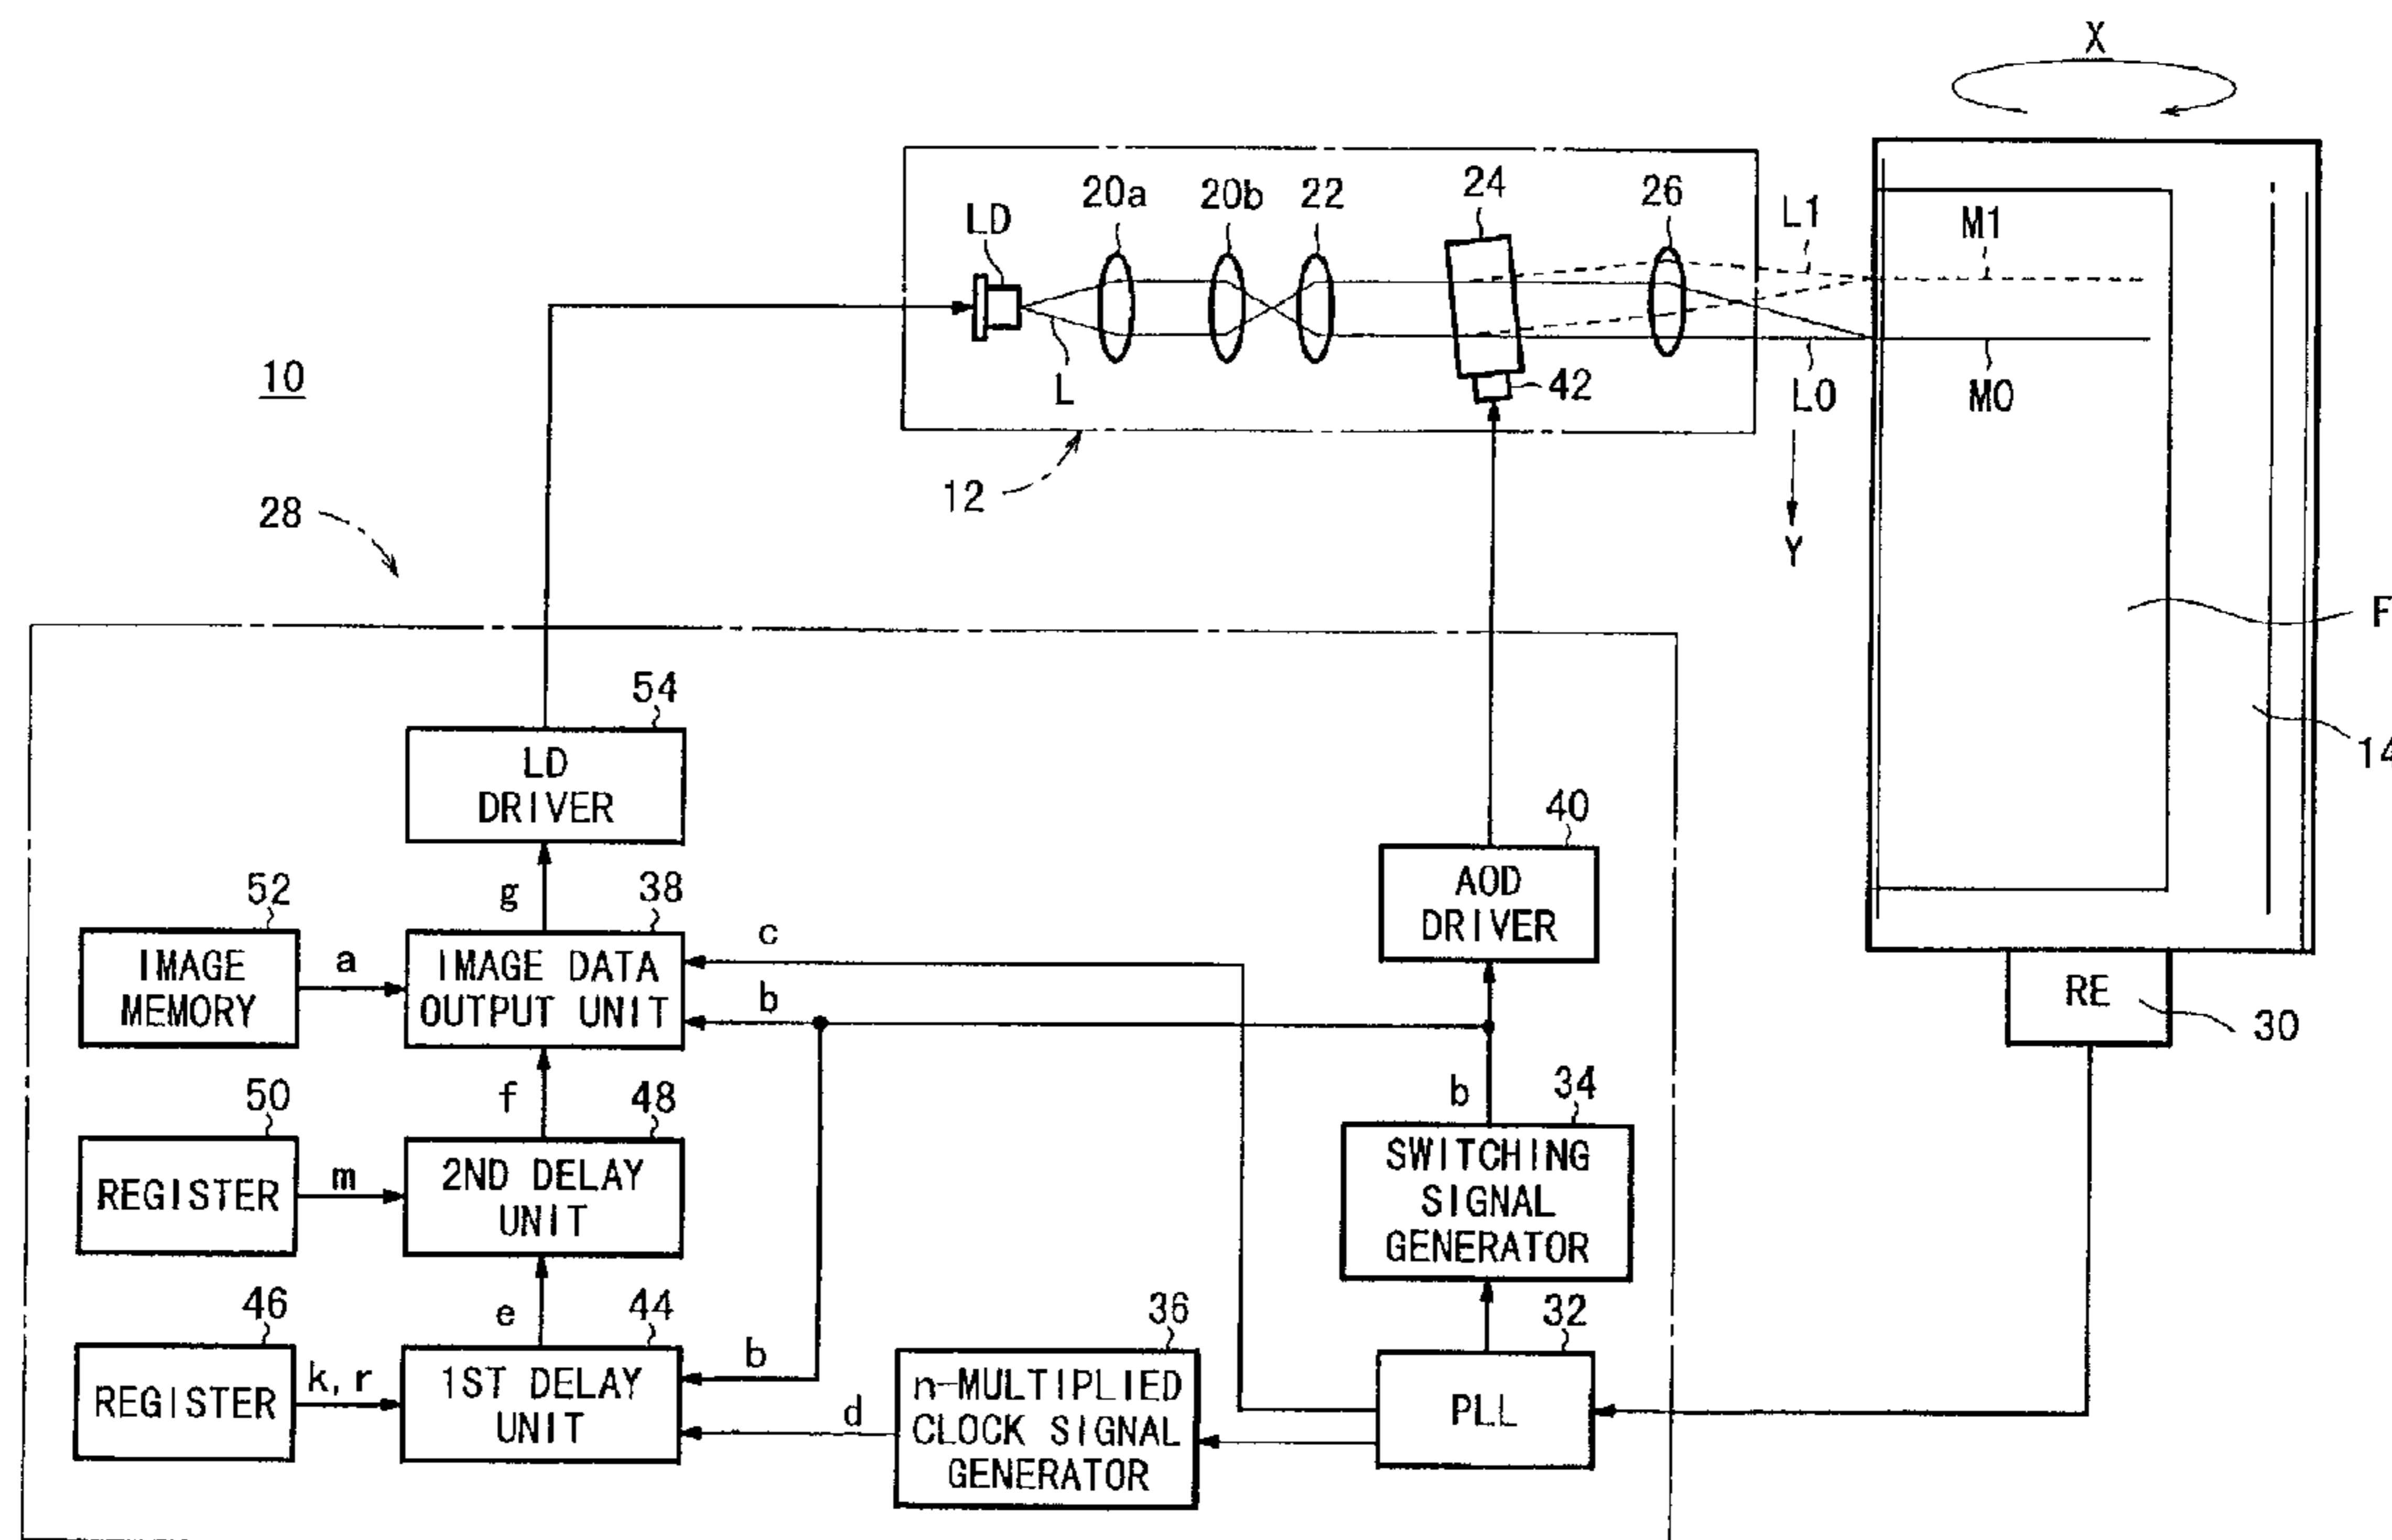 X
20a
20b
22
24
26
L1
M1
LD
L
42
L0
M0
10
12
Y
28
F
14
54
LD
DRIVER
40
AOD
DRIVER
52
g
38
c
IMAGE
MEMORY
a
IMAGE DATA
OUTPUT UNIT
b
RE
30
50
f
48
b
34
REGISTER
m
2ND DELAY
UNIT
SWITCHING
SIGNAL
GENERATOR
46
e
44
36
32
REGISTER
k, r
1ST DELAY
UNIT
b
d
n-MULTIPLIED
CLOCK SIGNAL
GENERATOR
PLL